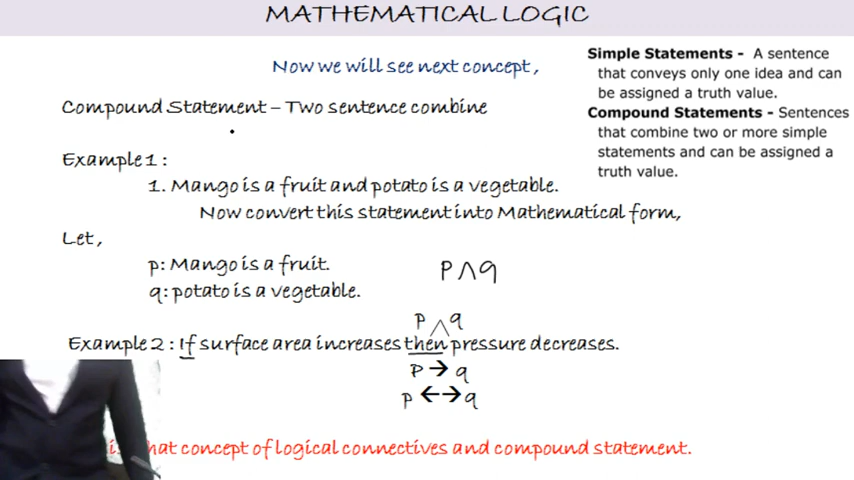 MATHEMATICAL LOGIC
Now we will see next concept,
Simple Statements - A sentence
that conveys only one idea and can
be assigned a truth value.
Compound Statements - Sentences
that combine two or more simple
statements and can be assigned a
truth value.
Compound Statement – Two sentence combine
Example 1 :
1. Mango is a fruit and potato is a vegetable.
Now convert this statement into Mathematical form,
Let ,
p: Mango is a fruit.
q: potato is a vegetable.
p ∧ q
p ∧ q
Example 2 : If surface area increases then pressure decreases.
p → q
p ←→ q
that concept of logical connectives and compound statement.